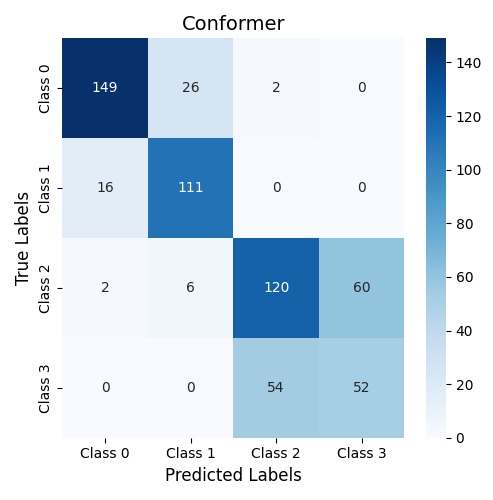 Conformer
True Labels
Class 0
149 26 2 0
Class 1
16 111 0 0
Class 2
2 6 120 60
Class 3
0 0 54 52
Class 0 Class 1 Class 2 Class 3
Predicted Labels
140
120
100
80
60
40
20
0